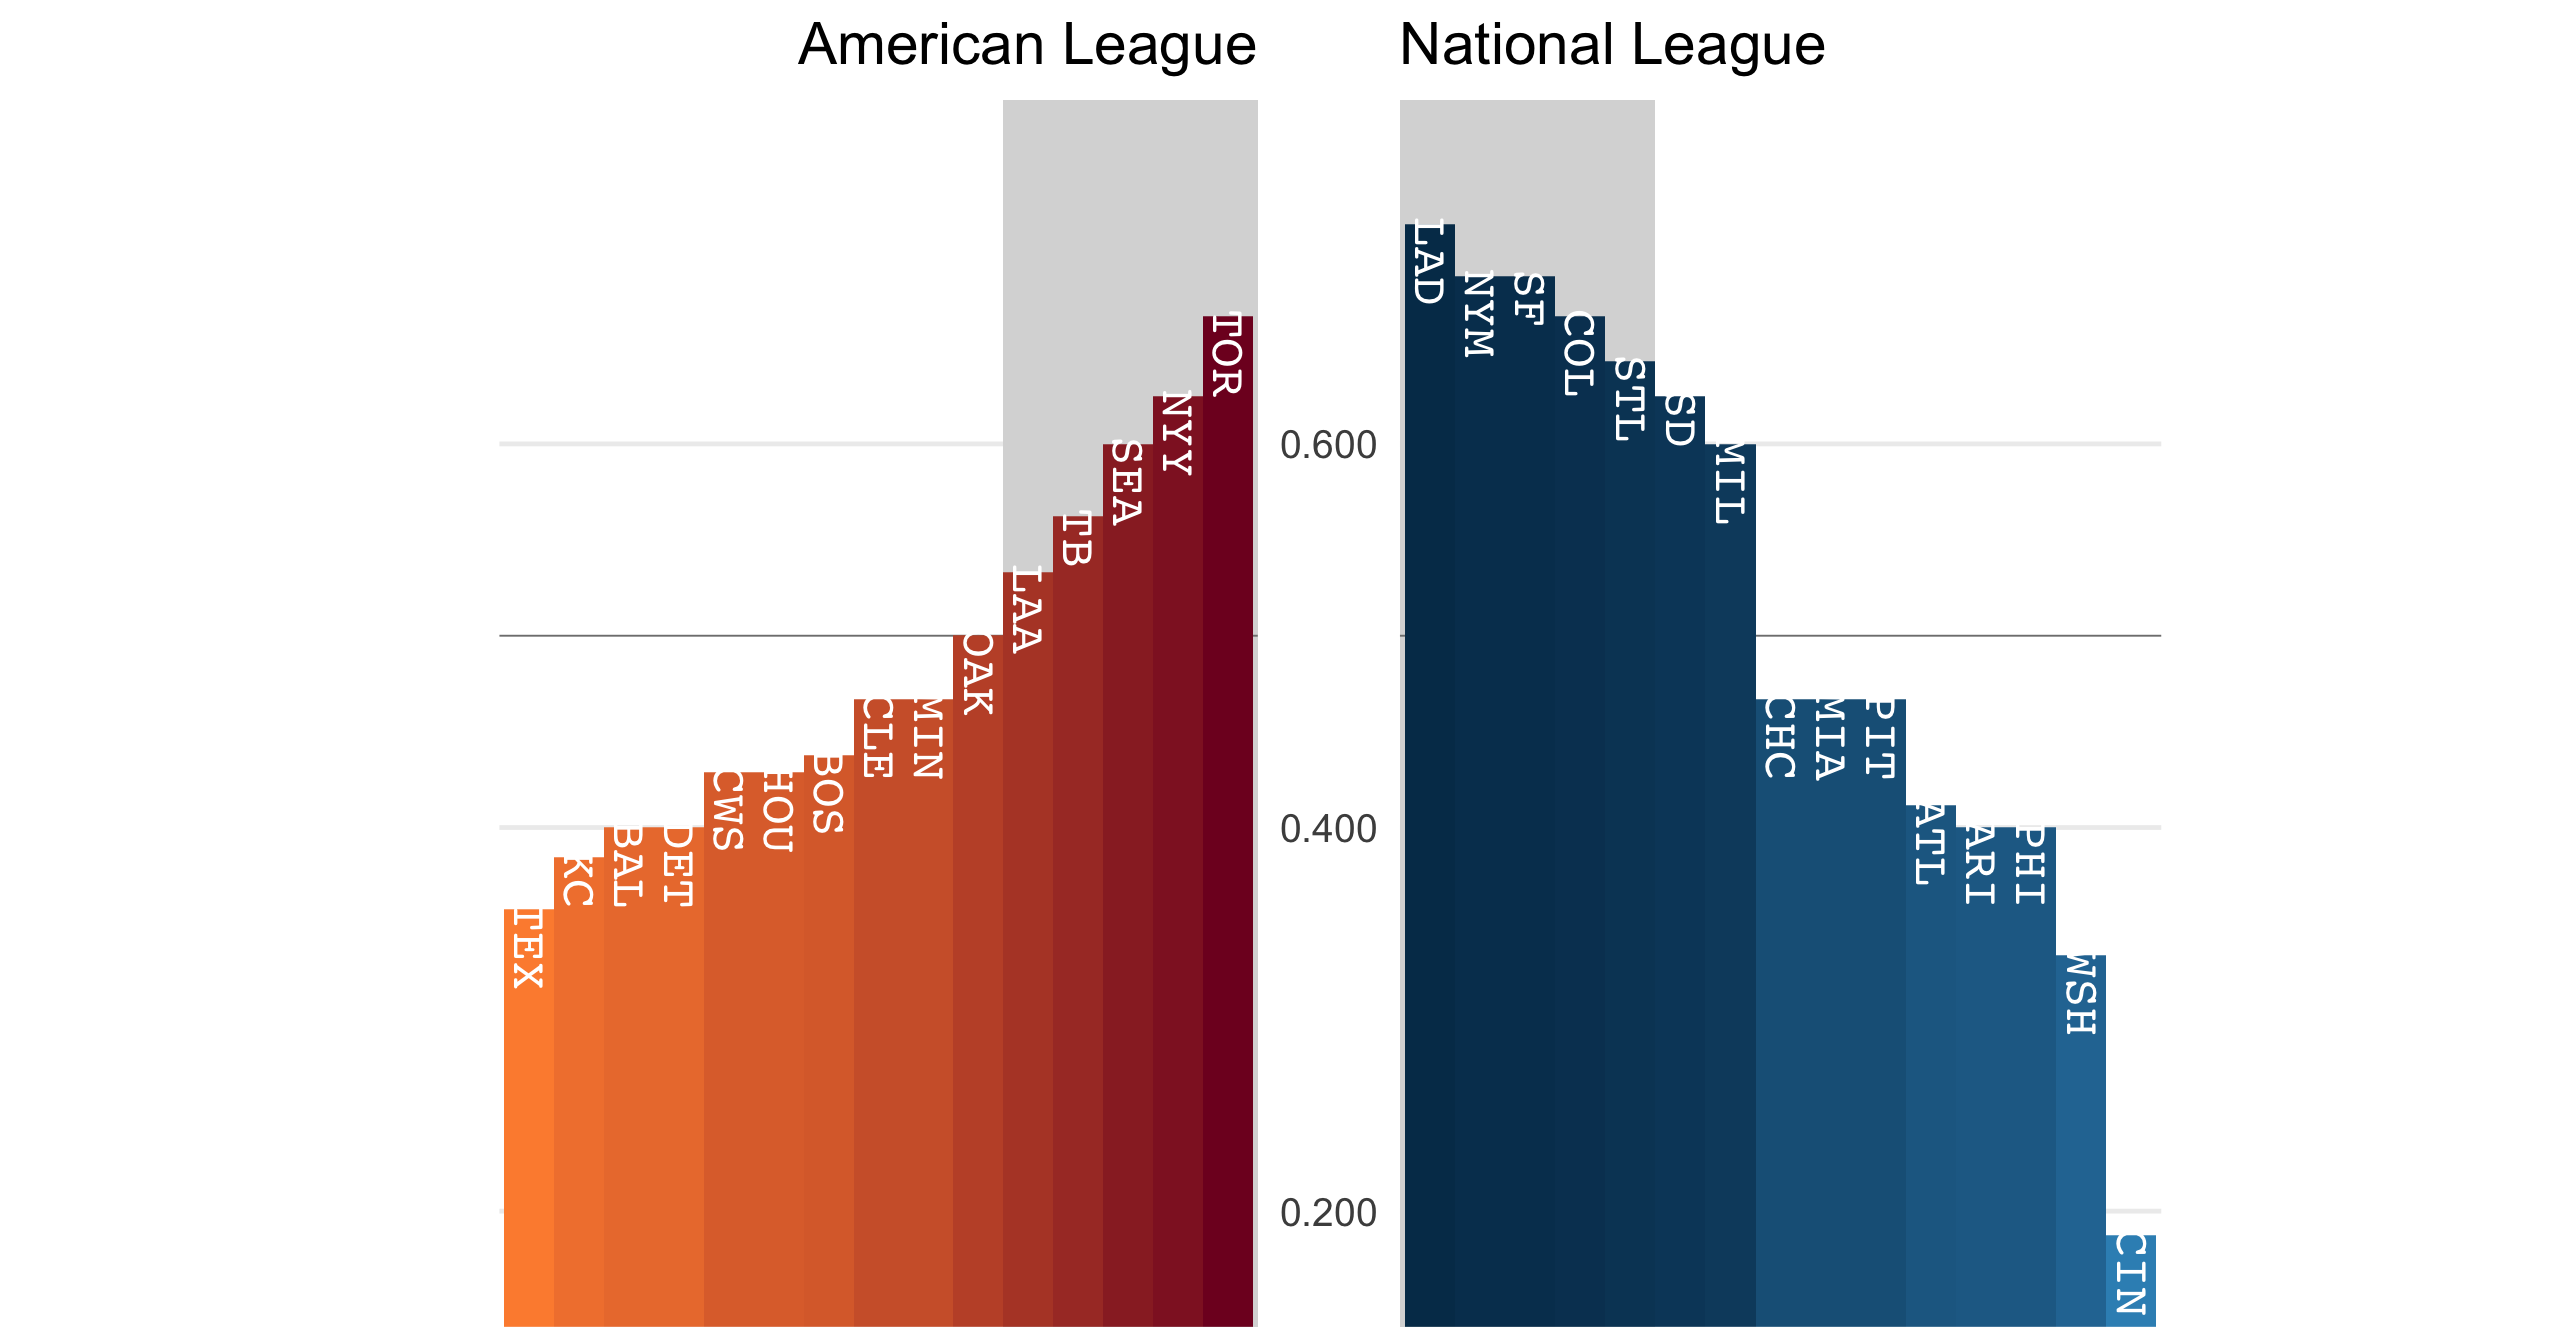 American League
National League
TEX
KC
BAL
DET
CWS
HOU
BOS
CLE
MIN
OAK
LAA
TB
SEA
NYY
TOR
0.600
0.400
0.200
LAD
NYM
SF
COL
STL
SD
MIL
CHC
MIA
PIT
ATL
ARI
PHI
WSH
CIN